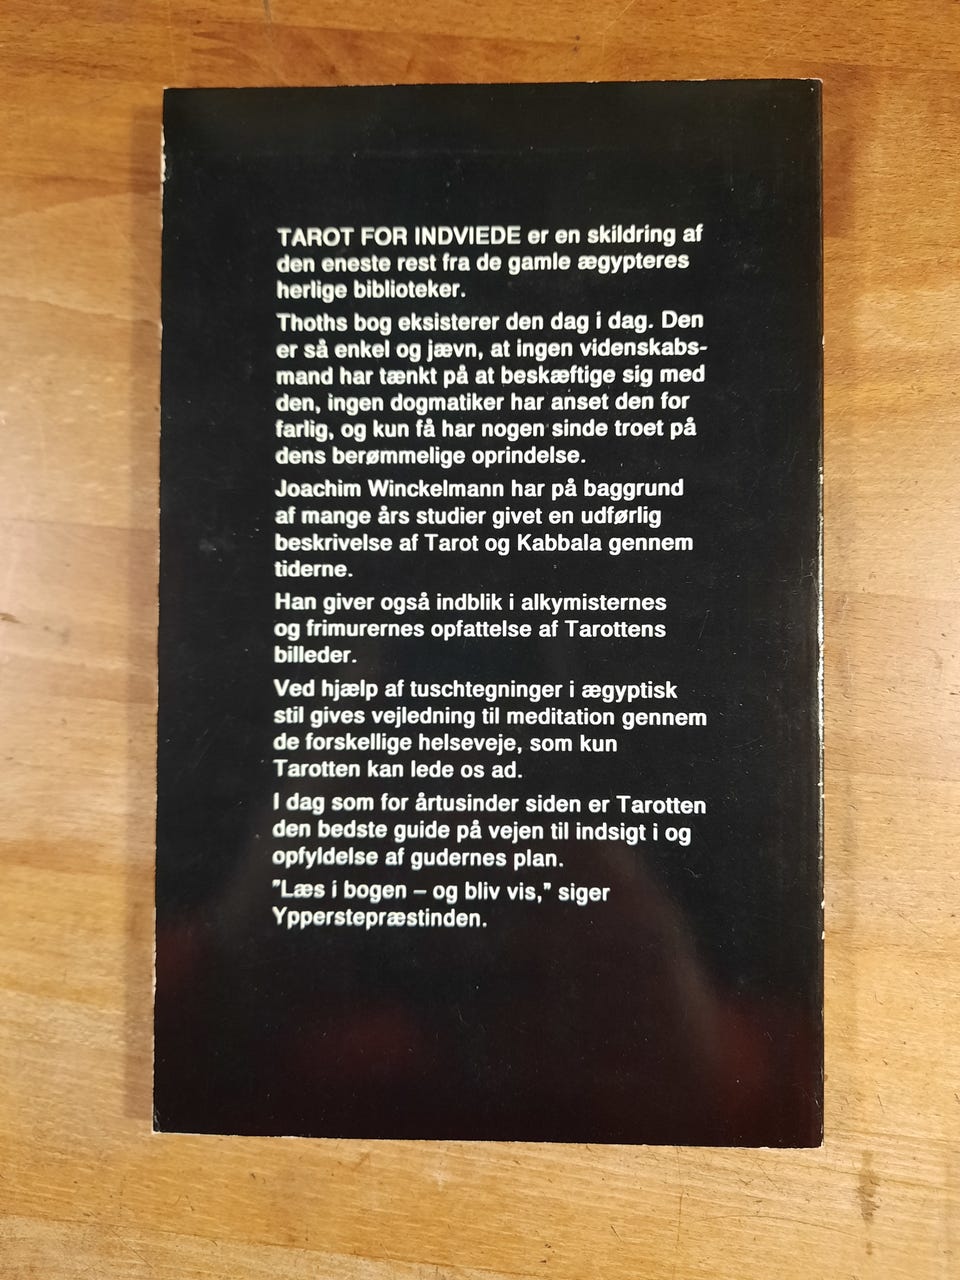 TAROT FOR INDVIEDE er en skildring af
den eneste rest fra de gamle ægypteres
herlige biblioteker.
Thoths bog eksisterer den dag i dag. Den
er så enkel og jævn, at ingen videnskabs-
mand har tænkt på at beskæftige sig med
den, ingen dogmatiker har anset den for
farlig, og kun få har nogen sinde troet på
dens berømmelige oprindelse.
Joachim Winckelmann har på baggrund
af mange års studier givet en udførlig
beskrivelse af Tarot og Kabbala gennem
tiderne.
Han giver også indblik i alkymisternes
og frimurernes opfattelse af Tarottens
billeder.
Ved hjælp af tuschtegninger i ægyptisk
stil gives vejledning til meditation gennem
de forskellige helseveje, som kun
Tarotten kan lede os ad.
I dag som for årtusinder siden er Tarotten
den bedste guide på vejen til indsigt i og
opfyldelse af gudernes plan.
"Læs i bogen – og bliv vis," siger
Ypperstepræstinden.